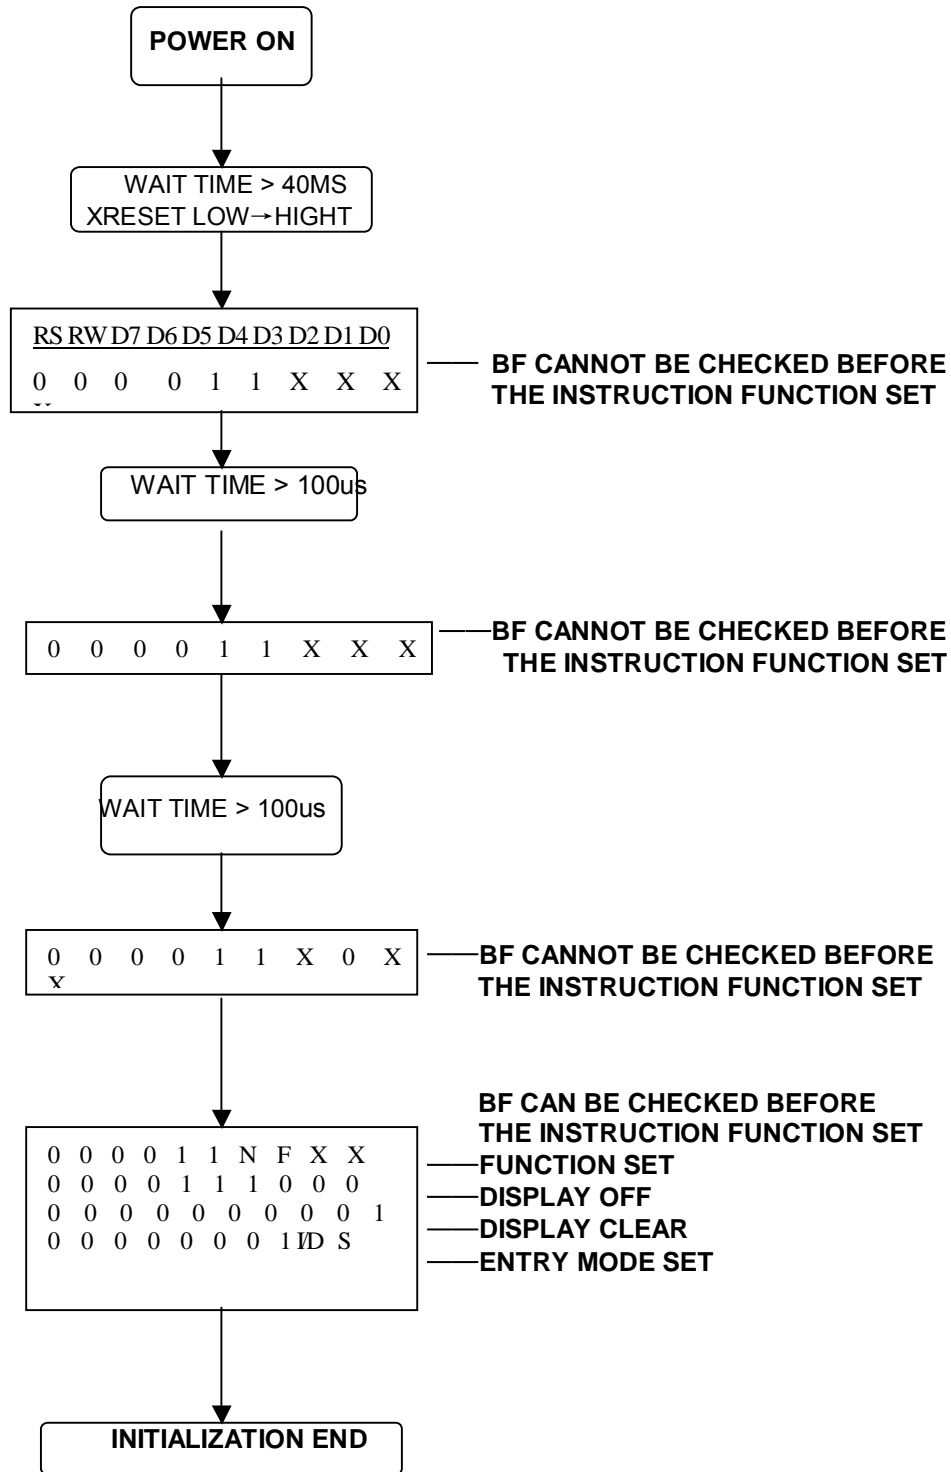 POWER ON
WAIT TIME > 40MS
XRESET LOW→HIGHT
RS RW D7 D6 D5 D4 D3 D2 D1 D0
0 0 0 0 1 1 X X X
BF CANNOT BE CHECKED BEFORE
THE INSTRUCTION FUNCTION SET
WAIT TIME > 100us
0 0 0 0 1 1 X X X
BF CANNOT BE CHECKED BEFORE
THE INSTRUCTION FUNCTION SET
WAIT TIME > 100us
0 0 0 0 1 1 X 0 X
X
BF CANNOT BE CHECKED BEFORE
THE INSTRUCTION FUNCTION SET
BF CAN BE CHECKED BEFORE
THE INSTRUCTION FUNCTION SET
0 0 0 0 1 1 N F X X
FUNCTION SET
0 0 0 0 1 1 1 0 0 0
DISPLAY OFF
0 0 0 0 0 0 0 0 0 1
DISPLAY CLEAR
0 0 0 0 0 0 0 1 I/D S
ENTRY MODE SET
INITIALIZATION END